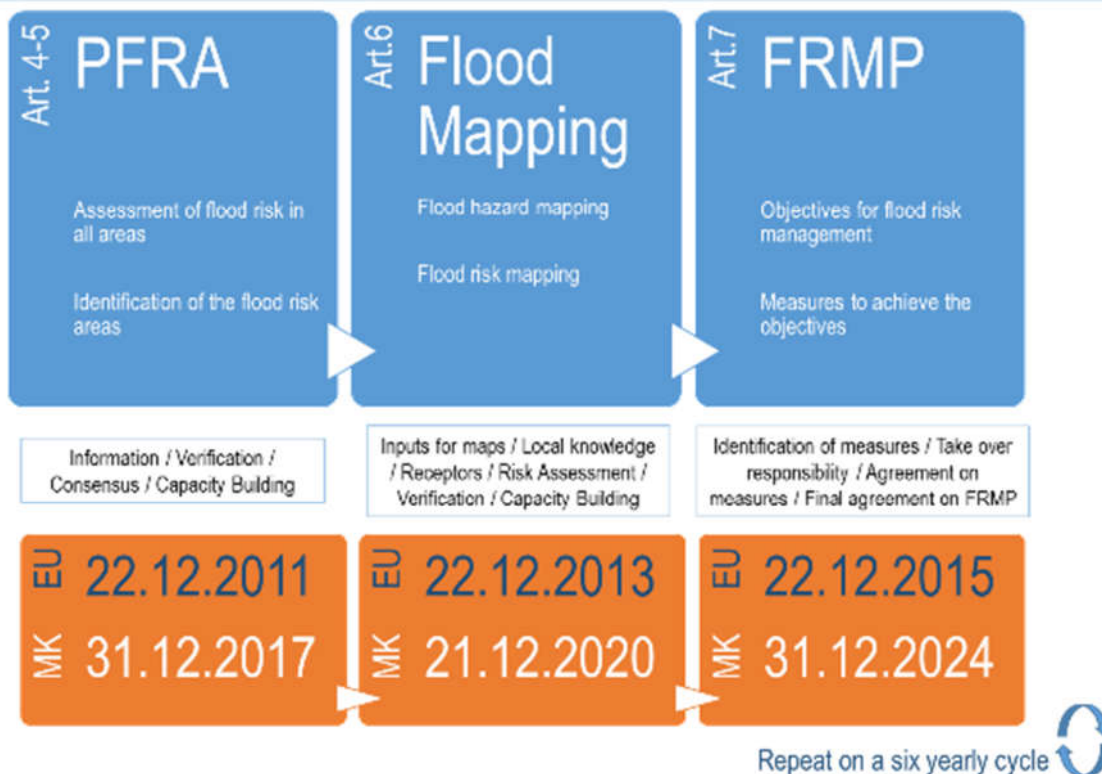 Art. 4-5
PFRA
Assessment of flood risk in
all areas
Identification of the flood risk
areas
Art.6
Flood
Mapping
Flood hazard mapping
Flood risk mapping
Art.7
FRMP
Objectives for flood risk
management
Measures to achieve the
objectives
Information / Verification /
Consensus / Capacity Building
Inputs for maps / Local knowledge
/ Receptors / Risk Assessment /
Verification / Capacity Building
Identification of measures / Take over
responsibility / Agreement on
measures / Final agreement on FRMP
EU 22.12.2011
MK 31.12.2017
EU 22.12.2013
MK 21.12.2020
EU 22.12.2015
MK 31.12.2024
Repeat on a six yearly cycle